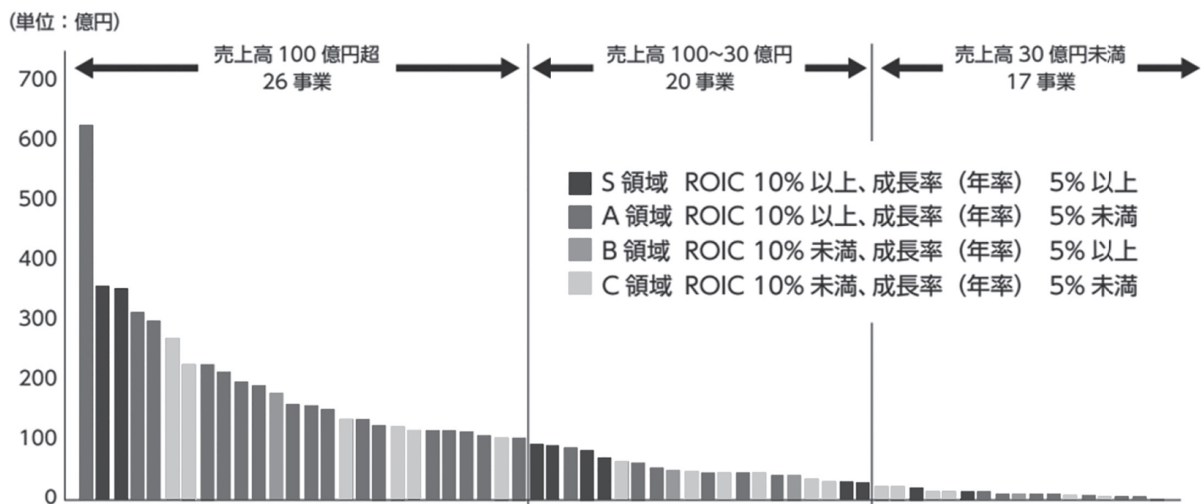 (単位：億円)
売上高 100 億円超
26 事業
売上高 100~30 億円
20 事業
売上高 30 億円未満
17 事業
700
600
500
400
300
200
100
0
S 領域 ROIC 10% 以上、成長率（年率） 5% 以上
A 領域 ROIC 10% 以上、成長率（年率） 5% 未満
B 領域 ROIC 10% 未満、成長率（年率） 5% 以上
C 領域 ROIC 10% 未満、成長率（年率） 5% 未満